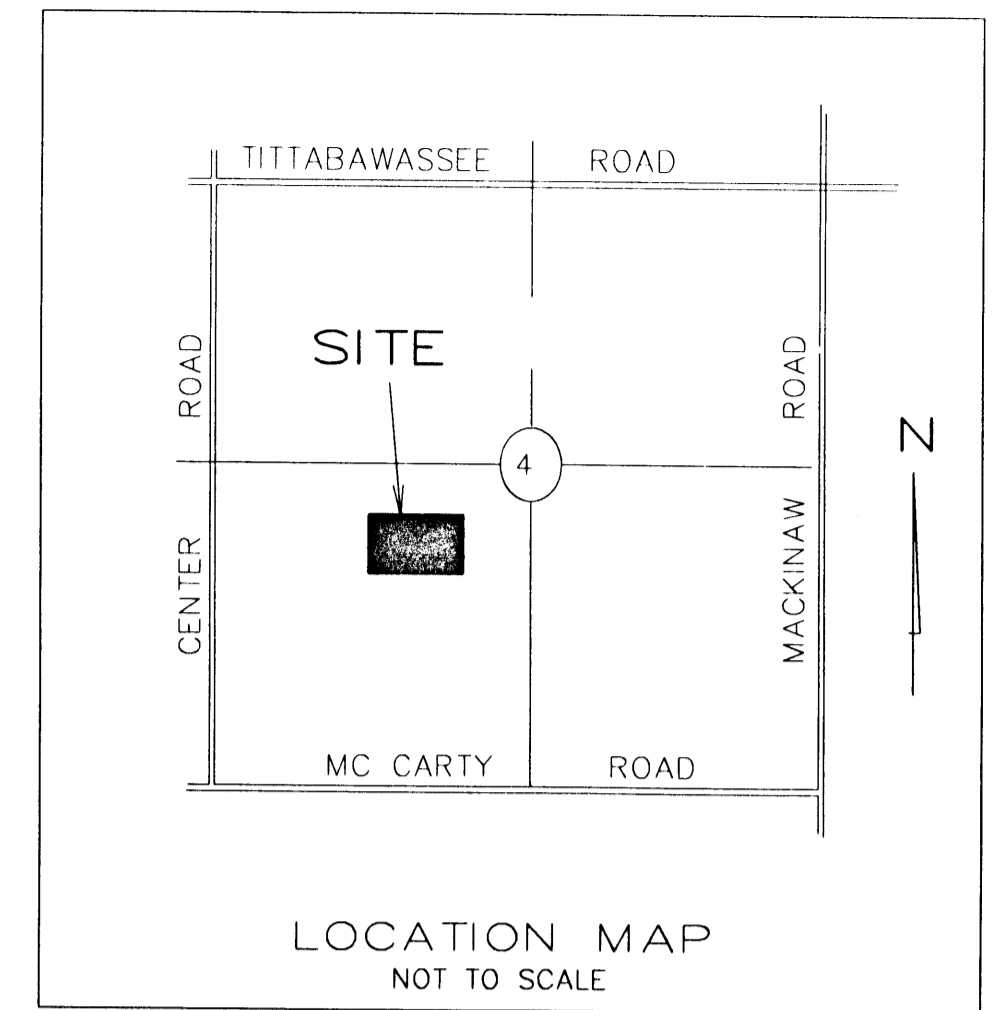 TITTABAWASSEE ROAD
SITE
ROAD
ROAD
N
4
CENTER
MACKINAW
MC CARTY ROAD
LOCATION MAP
NOT TO SCALE